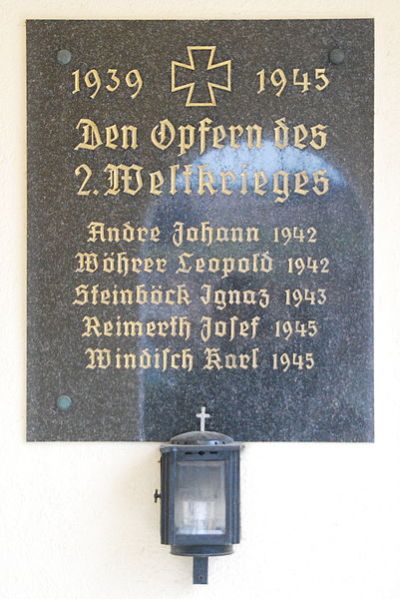 1939 1945
Den Opfern des
2. Weltkrieges
Andre Johann 1942
Wöhrer Leopold 1942
Steinböck Ignaz 1943
Reimerth Josef 1945
Windisch Karl 1945